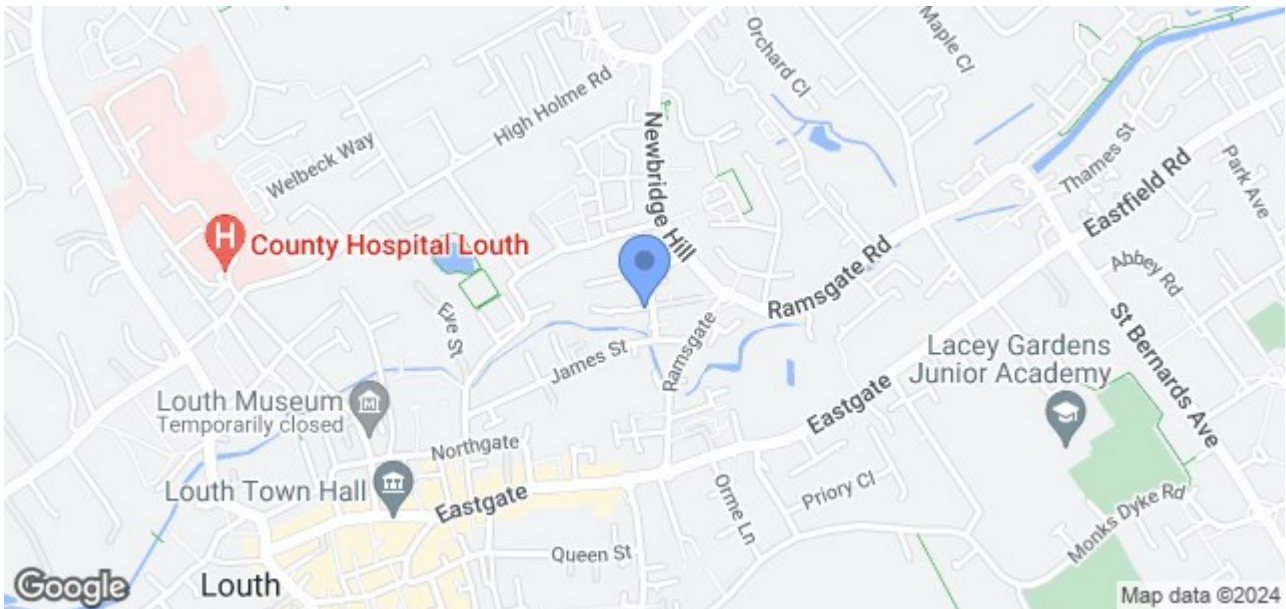 Maple Cl
Orchard Cl
High Holme Rd
Newbridge Hill
Welbeck Way
Thames St
Park Ave
Eastfield Rd
H
County Hospital Louth
Abbey Rd
Ramsgate Rd
Eve St
St Bernards Ave
Ramsgate
James St
Lacey Gardens
Junior Academy
Louth Museum
Temporarily closed
M
Eastgate
Northgate
Louth Town Hall
Eastgate
Orme Ln
Priory Cl
Monks Dyke Rd
Queen St
Louth
Google
Map data ©2024